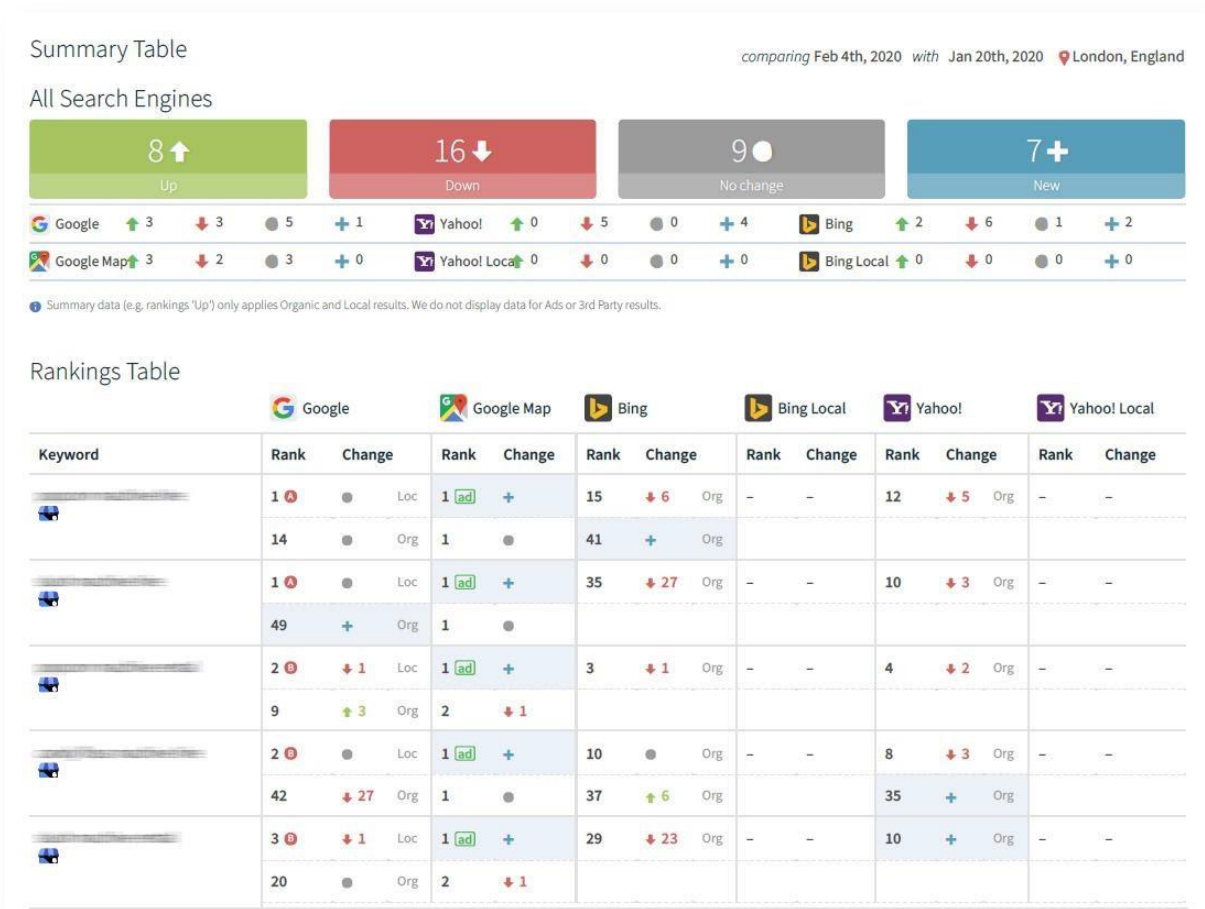 Summary Table
comparing Feb 4th, 2020 with Jan 20th, 2020 London, England
All Search Engines
8 16 9 7
Up Down No change New
Google 3 3 5 1 Yahoo! 0 5 0 4 Bing 2 6 1 2
Google Map 3 2 3 0 Yahoo! Loca 0 0 0 0 Bing Local 0 0 0 0
Summary data (e.g. rankings 'Up') only applies Organic and Local results. We do not display data for Ads or 3rd Party results.
Rankings Table
Google Google Map Bing Bing Local Yahoo! Yahoo! Local
Keyword Rank Change Rank Change Rank Change Rank Change Rank Change Rank Change
1 A Loc 1 ad + 15 6 Org – – 12 5 Org – –
14 Org 1 41 + Org
1 A Loc 1 ad + 35 27 Org – – 10 3 Org – –
49 + Org 1
2 B 1 Loc 1 ad + 3 1 Org – – 4 2 Org – –
9 3 Org 2 1
2 B Loc 1 ad + 10 Org – – 8 3 Org – –
42 27 Org 1 37 6 Org 35 + Org
3 B 1 Loc 1 ad + 29 23 Org – – 10 + Org – –
20 Org 2 1